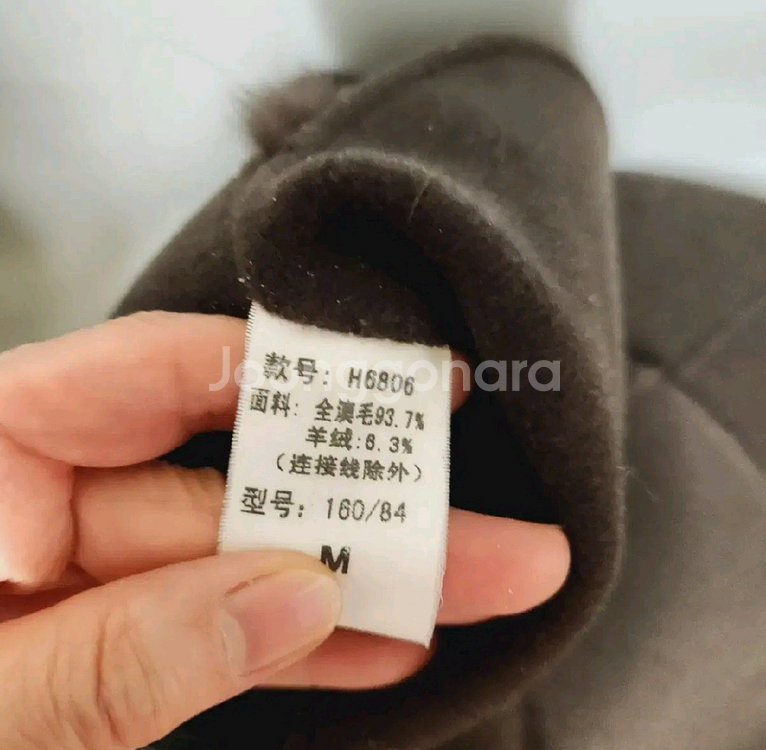 款号: H6806
面料: 全澳毛93.7%
羊绒:6.3%
(连接线除外)
型号: 160/84
M
Joonggonara